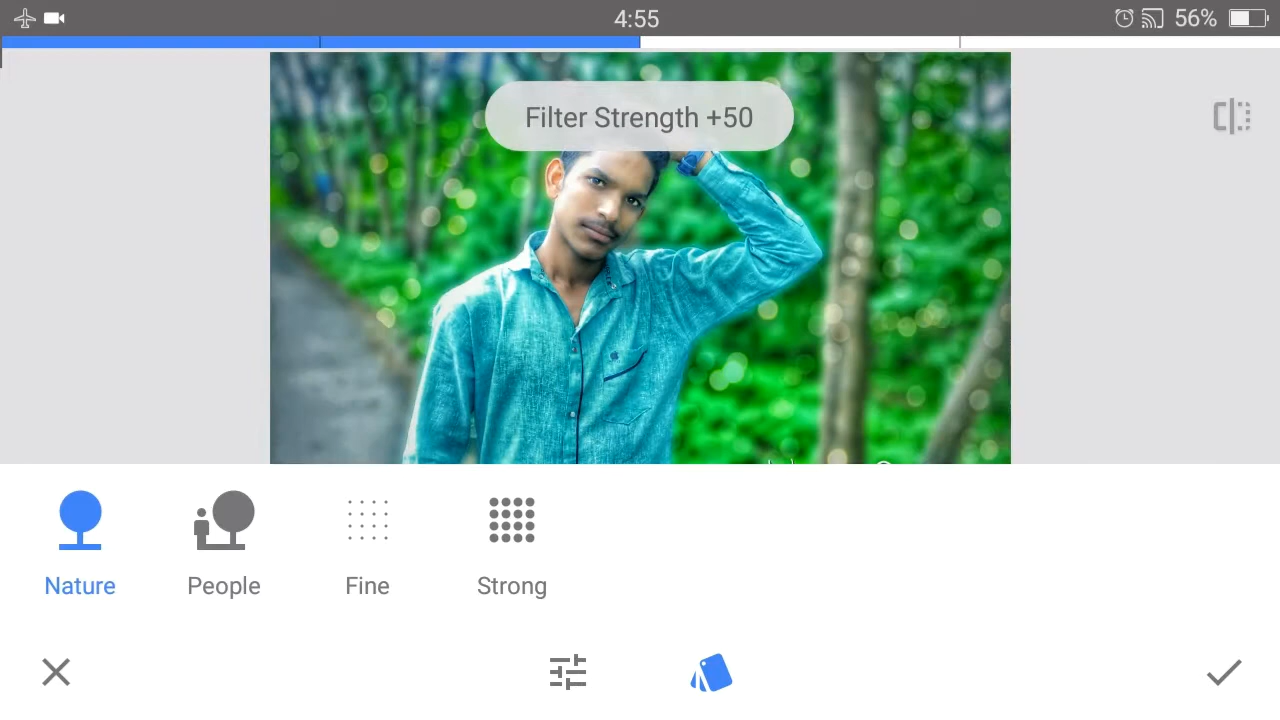 4:55
56%
Filter Strength +50
Nature
People
Fine
Strong